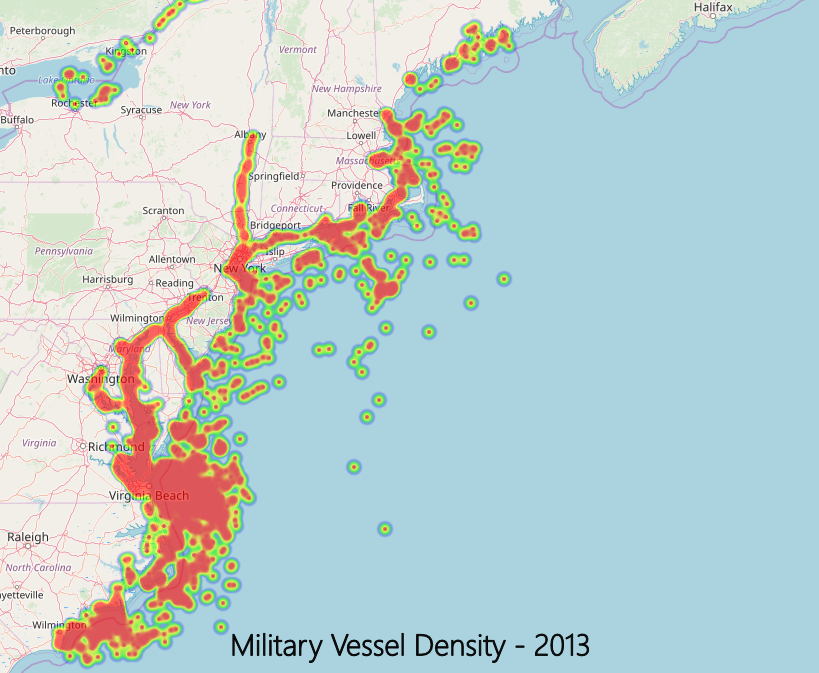 Halifax
Peterborough
Kingston
Vermont
Lake Ontario
Rochester
New York
New Hampshire
Syracuse
Buffalo
Manchester
Albany
Lowell
Massachusetts
Springfield
Providence
Connecticut
Fall River
Scranton
Bridgeport
Islip
Pennsylvania
Allentown
New York
Harrisburg
Reading
Trenton
Wilmington
New Jersey
Maryland
Washington
Virginia
Richmond
Virginia Beach
Raleigh
North Carolina
ayetteville
Wilmington
Military Vessel Density - 2013